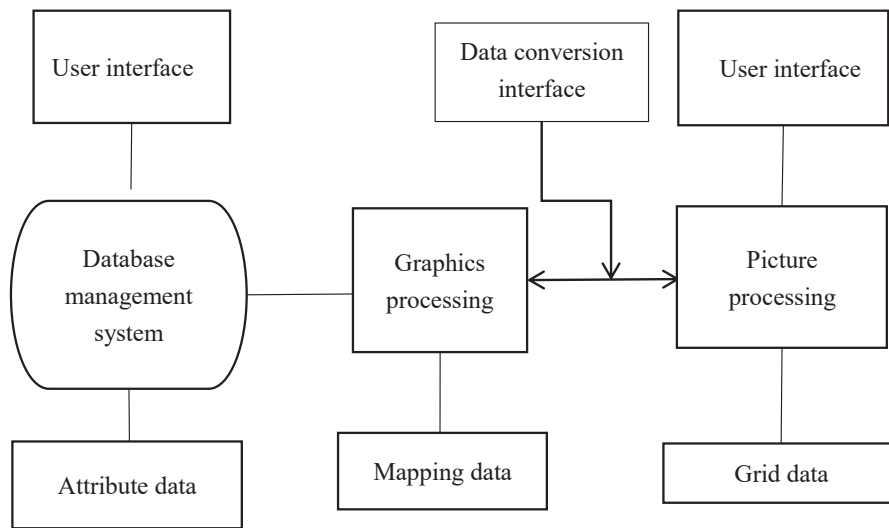 User interface
Data conversion
interface
User interface
Database
management
system
Graphics
processing
Picture
processing
Attribute data
Mapping data
Grid data